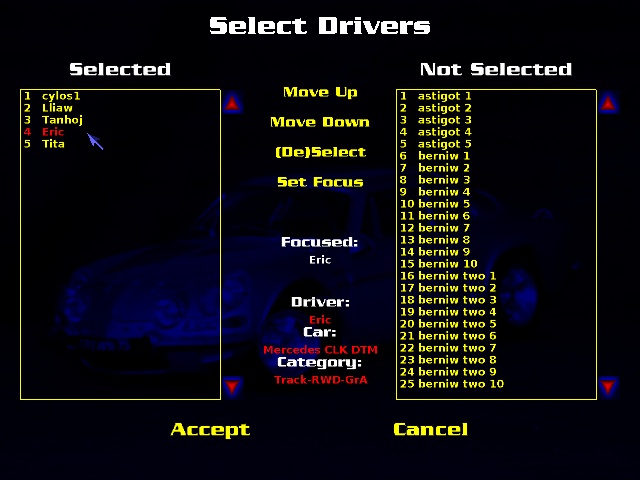 Select Drivers
Selected
1 cylos1
2 Lliaw
3 Tanhoj
4 Eric
5 Tita
Move Up
Move Down
(De)Select
Set Focus
Focused:
Eric
Driver:
Eric
Car:
Mercedes CLK DTM
Category:
Track-RWD-GrA
Not Selected
1 astigot 1
2 astigot 2
3 astigot 3
4 astigot 4
5 astigot 5
6 berniw 1
7 berniw 2
8 berniw 3
9 berniw 4
10 berniw 5
11 berniw 6
12 berniw 7
13 berniw 8
14 berniw 9
15 berniw 10
16 berniw two 1
17 berniw two 2
18 berniw two 3
19 berniw two 4
20 berniw two 5
21 berniw two 6
22 berniw two 7
23 berniw two 8
24 berniw two 9
25 berniw two 10
Accept
Cancel